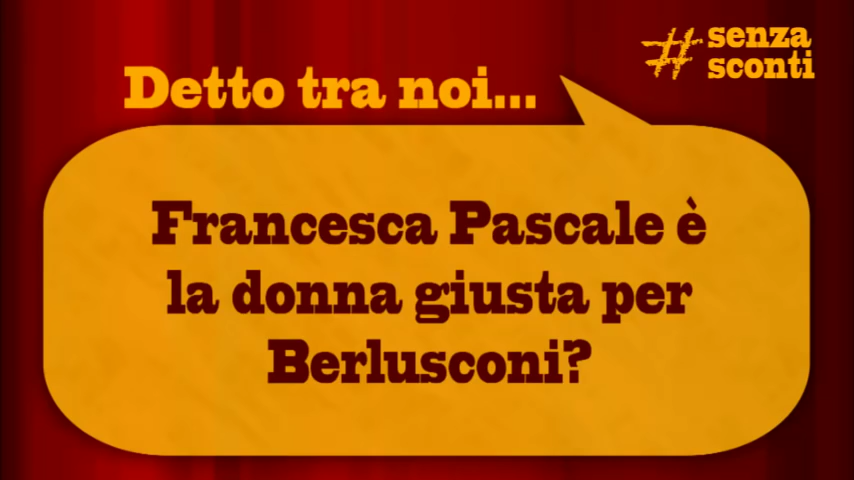 #senza
sconti
Detto tra noi...
Francesca Pascale è
la donna giusta per
Berlusconi?